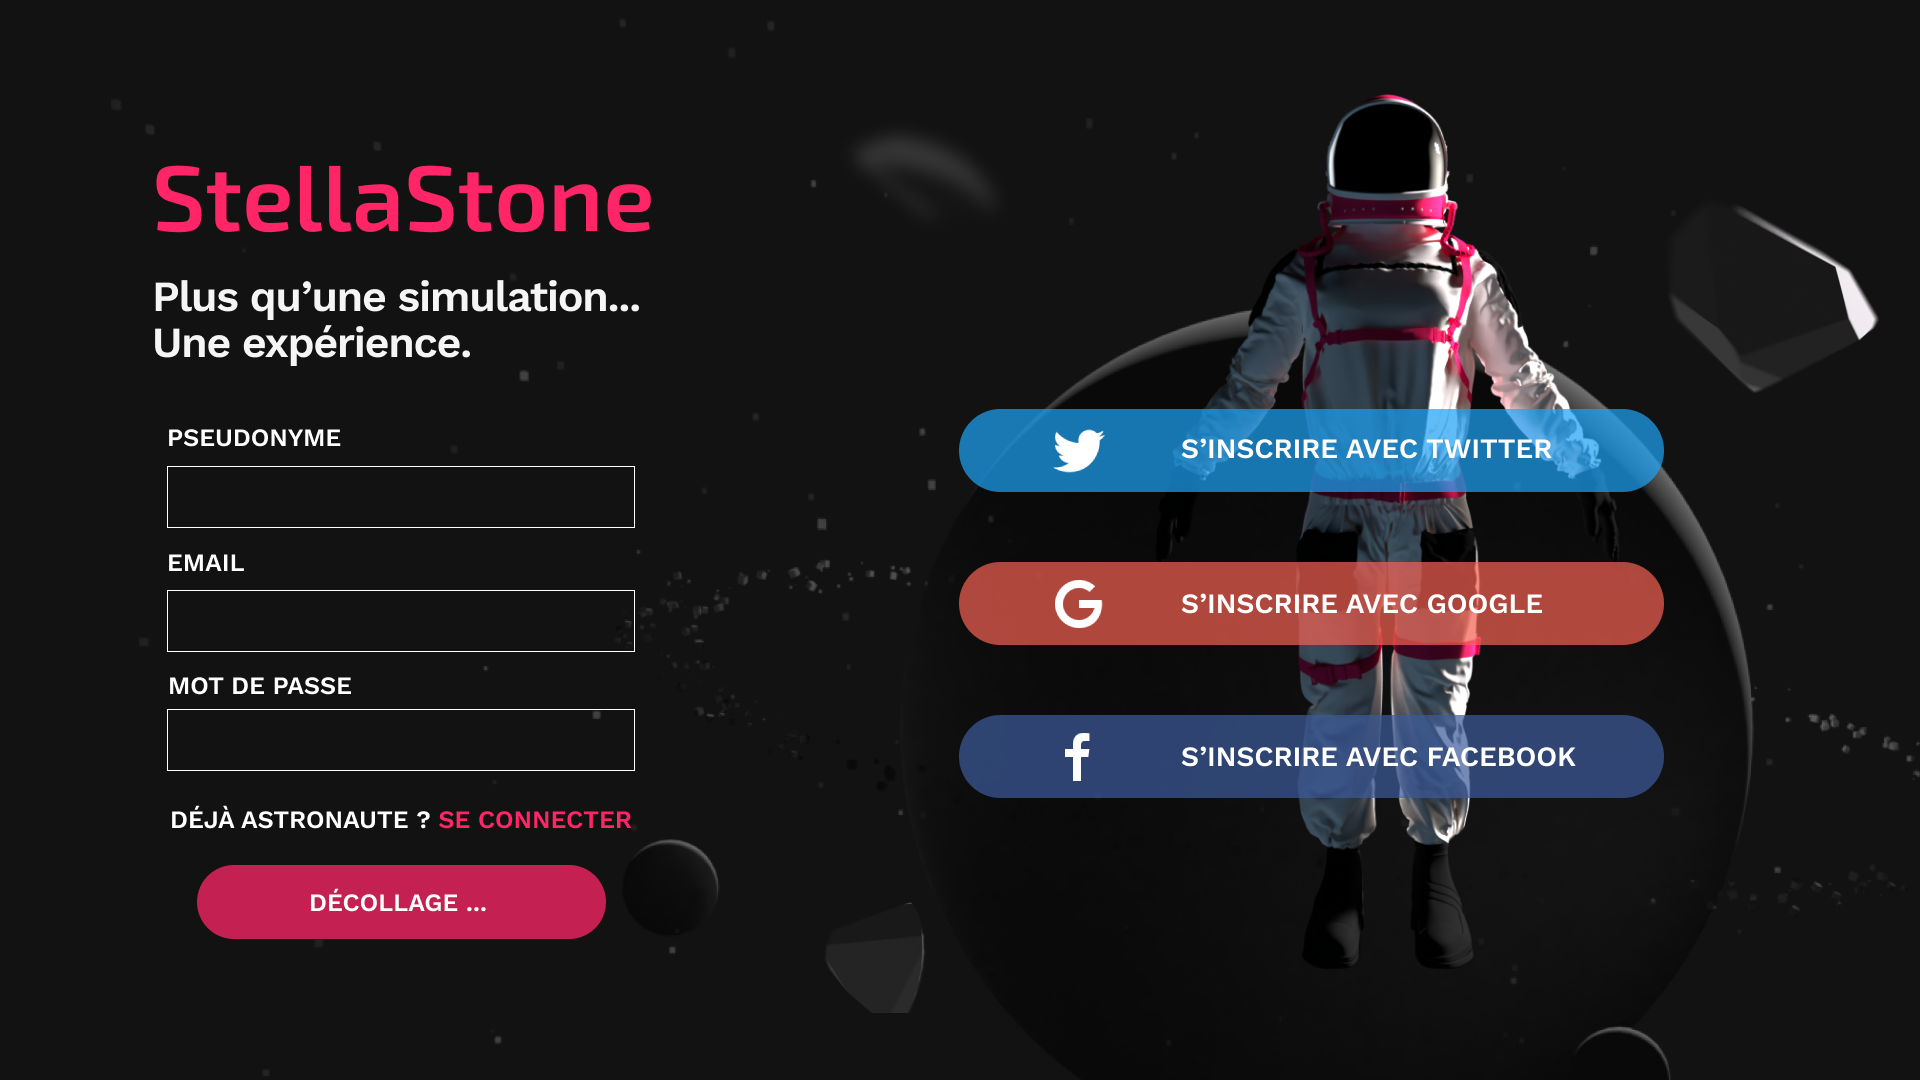 StellaStone
Plus qu’une simulation...
Une expérience.
PSEUDONYME
EMAIL
MOT DE PASSE
DÉJÀ ASTRONAUTE ? SE CONNECTER
DÉCOLLAGE ...
S’INSCRIRE AVEC TWITTER
S’INSCRIRE AVEC GOOGLE
S’INSCRIRE AVEC FACEBOOK